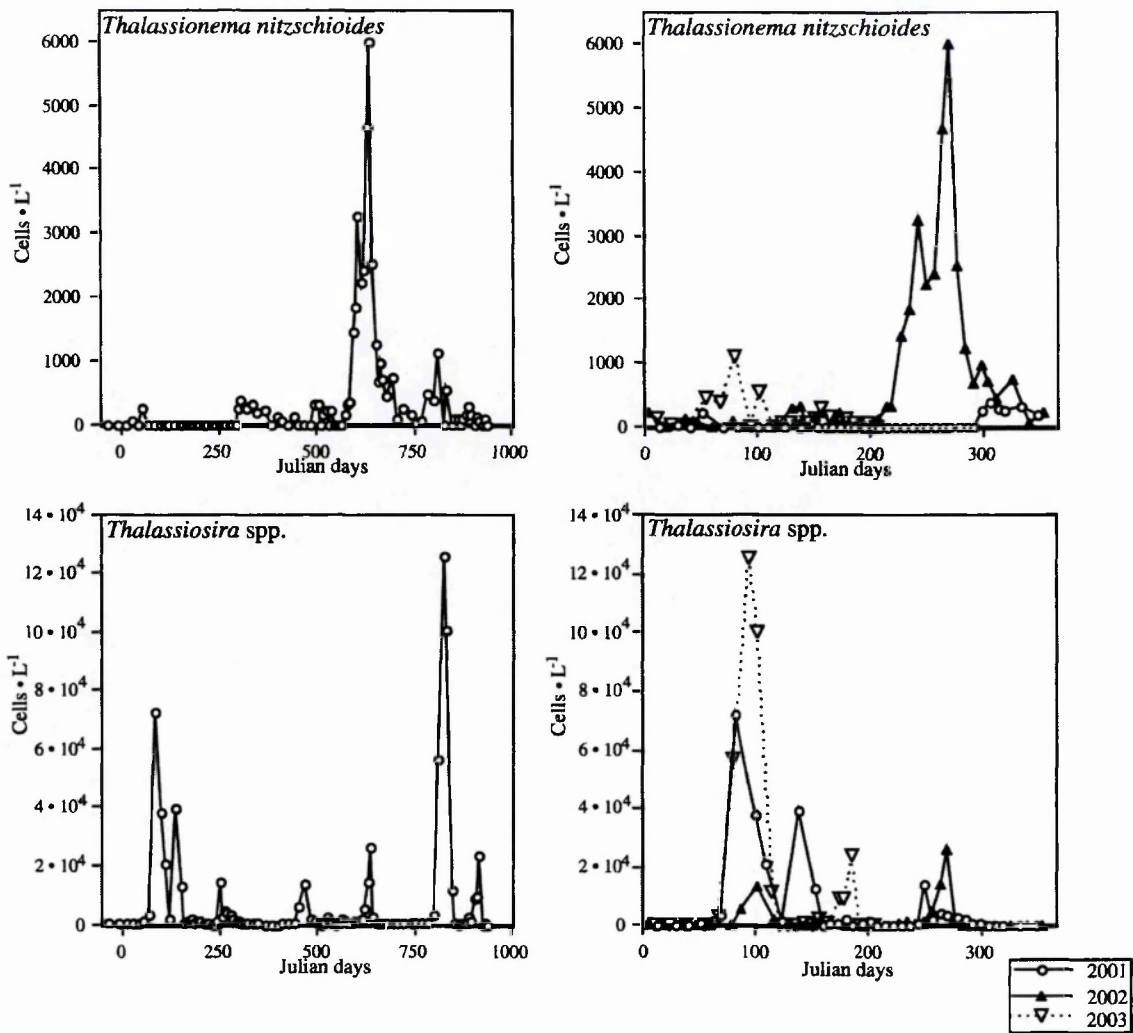 Thalassionema nitzschioides
6000
5000
4000
3000
2000
1000
0
Cells • L⁻¹
0 250 500 750 1000
Julian days
Thalassionema nitzschioides
6000
5000
4000
3000
2000
1000
0
Cells • L⁻¹
0 100 200 300
Julian days
Thalassiosira spp.
14 • 10⁴
12 • 10⁴
10 • 10⁴
8 • 10⁴
6 • 10⁴
4 • 10⁴
2 • 10⁴
0
Cells • L⁻¹
0 250 500 750 1000
Julian days
Thalassiosira spp.
14 • 10⁴
12 • 10⁴
10 • 10⁴
8 • 10⁴
6 • 10⁴
4 • 10⁴
2 • 10⁴
0
Cells • L⁻¹
0 100 200 300
Julian days
2001
2002
2003